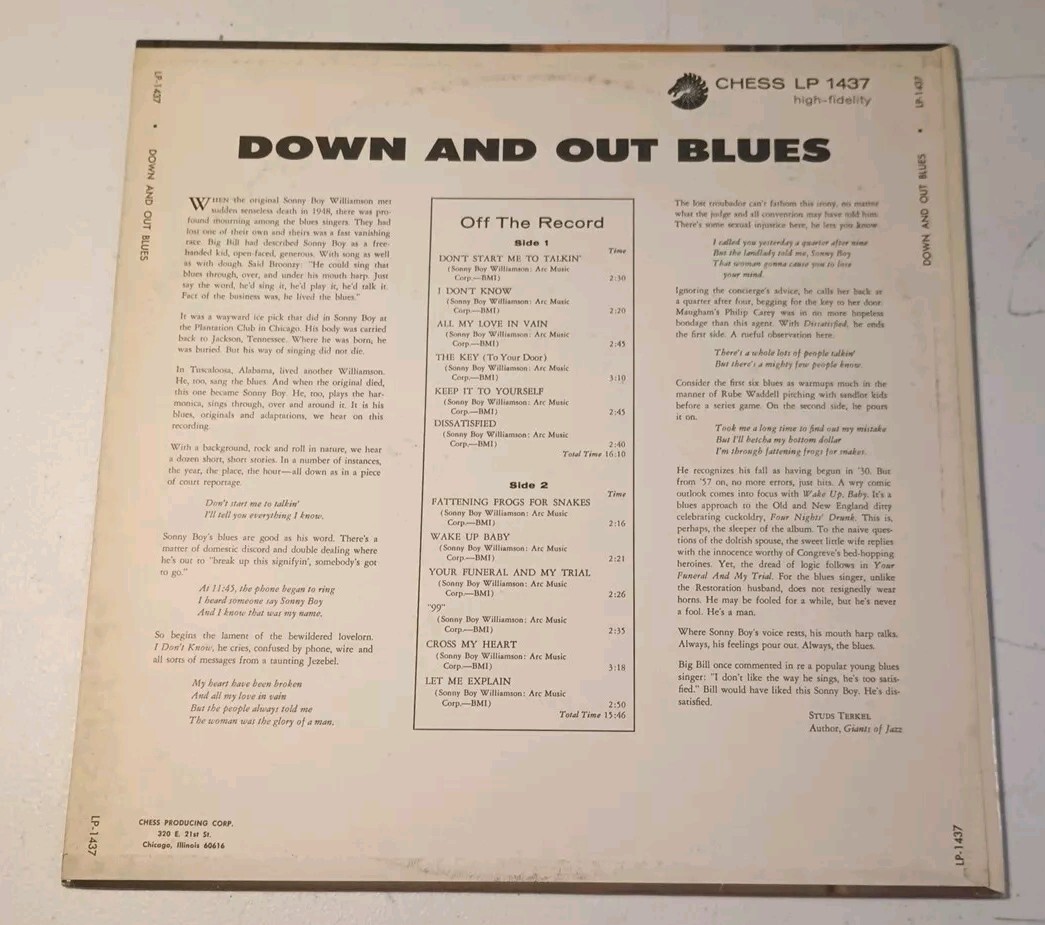 CHESS LP 1437
high-fidelity
DOWN AND OUT BLUES
LP-1437 • DOWN AND OUT BLUES
WHEN the original Sonny Boy Williamson met
sudden senseless death in 1948, there was pro-
found mourning among the blues singers. They had
lost one of their own and theirs was a fast vanishing
race. Big Bill had described Sonny Boy as a free-
handed kid, open-faced, generous. With song as well
as with dough. Said Broonzy: "He could sing that
blues through, over, and under his mouth harp. Just
say the word, he'd sing it, he'd play it, he'd talk it.
Fact of the business was, he lived the blues."
It was a wayward ice pick that did in Sonny Boy at
the Plantation Club in Chicago. His body was carried
back to Jackson, Tennessee. Where he was born, he
was buried. But his way of singing did not die.
In Tuscaloosa, Alabama, lived another Williamson.
He, too, sang the blues. And when the original died,
this one became Sonny Boy. He, too, plays the har-
monica, sings through, over and around it. It is his
blues, originals and adaptations, we hear on this
recording.
With a background, rock and roll in nature, we hear
a dozen short, short stories. In a number of instances,
the year, the place, the hour—all down as in a piece
of court reportage.
Don't start me to talkin'
I'll tell you everything I know.
Sonny Boy's blues are good as his word. There's a
matter of domestic discord and double dealing where
he's out to "break up this signifyin', somebody's got
to go."
At 11:45, the phone began to ring
I heard someone say Sonny Boy
And I know that was my name.
So begins the lament of the bewildered lovelorn.
I Don't Know, he cries, confused by phone, wire and
all sorts of messages from a taunting Jezebel.
My heart have been broken
And all my love in vain
But the people always told me
The woman was the glory of a man.
Off The Record
Side 1
Time
DON'T START ME TO TALKIN'
(Sonny Boy Williamson: Arc Music
Corp.—BMI) 2:30
I DON'T KNOW
(Sonny Boy Williamson: Arc Music
Corp.—BMI) 2:20
ALL MY LOVE IN VAIN
(Sonny Boy Williamson: Arc Music
Corp.—BMI) 2:45
THE KEY (To Your Door)
(Sonny Boy Williamson: Arc Music
Corp.—BMI) 3:10
KEEP IT TO YOURSELF
(Sonny Boy Williamson: Arc Music
Corp.—BMI) 2:45
DISSATISFIED
(Sonny Boy Williamson: Arc Music
Corp.—BMI) 2:40
Total Time 16:10
Side 2
Time
FATTENING FROGS FOR SNAKES
(Sonny Boy Williamson: Arc Music
Corp.—BMI) 2:16
WAKE UP BABY
(Sonny Boy Williamson: Arc Music
Corp.—BMI) 2:21
YOUR FUNERAL AND MY TRIAL
(Sonny Boy Williamson: Arc Music
Corp.—BMI) 2:26
"99"
(Sonny Boy Williamson: Arc Music
Corp.—BMI) 2:35
CROSS MY HEART
(Sonny Boy Williamson: Arc Music
Corp.—BMI) 3:18
LET ME EXPLAIN
(Sonny Boy Williamson: Arc Music
Corp.—BMI) 2:50
Total Time 15:46
The lost troubador can't fathom this irony, no matter
what the judge and all convention may have told him.
There's some sexual injustice here, he lets you know.
I called you yesterday a quarter after nine
But the landlady told me, Sonny Boy
That woman gonna cause you to lose
your mind.
Ignoring the concierge's advice, he calls her back at
a quarter after four, begging for the key to her door.
Maugham's Philip Carey was in no more hopeless
bondage than this agent. With Dissatisfied, he ends
the first side. A rueful observation here.
There's a whole lots of people talkin'
But there's a mighty few people know.
Consider the first six blues as warmups much in the
manner of Rube Waddell pitching with sandlot kids
before a series game. On the second side, he pours
it on.
Took me a long time to find out my mistake
But I'll betcha my bottom dollar
I'm through fattening frogs for snakes.
He recognizes his fall as having begun in '30. But
from '57 on, no more errors, just hits. A wry comic
outlook comes into focus with Wake Up, Baby. It's a
blues approach to the Old and New England ditty
celebrating cuckoldry, Four Nights' Drunk. This is,
perhaps, the sleeper of the album. To the naive ques-
tions of the doltish spouse, the sweet little wife replies
with the innocence worthy of Congreve's bed-hopping
heroines. Yet, the dread of logic follows in Your
Funeral And My Trial. For the blues singer, unlike
the Restoration husband, does not resignedly wear
horns. He may be fooled for a while, but he's never
a fool. He's a man.
Where Sonny Boy's voice rests, his mouth harp talks.
Always, his feelings pour out. Always, the blues.
Big Bill once commented in re a popular young blues
singer: "I don't like the way he sings, he's too satis-
fied." Bill would have liked this Sonny Boy. He's dis-
satisfied.
STUDS TERKEL
Author, Giants of Jazz
LP-1437 • DOWN AND OUT BLUES
LP-1437
CHESS PRODUCING CORP.
320 E. 21st St.
Chicago, Illinois 60616
LP-1437